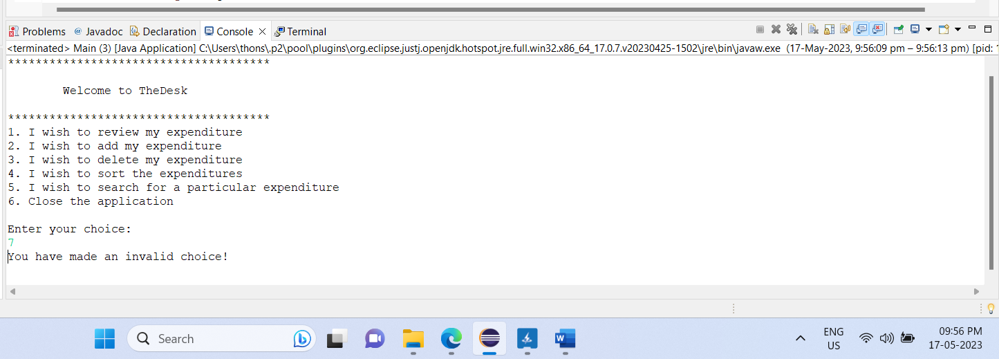 Problems @ Javadoc Declaration Console Terminal
<terminated> Main (3) [Java Application] C:\Users\thons\.p2\pool\plugins\org.eclipse.justj.openjdk.hotspot.jre.full.win32.x86_64_17.0.7.v20230425-1502\jre\bin\javaw.exe (17-May-2023, 9:56:09 pm – 9:56:13 pm) [pid:
**************************************
Welcome to TheDesk
**************************************
1. I wish to review my expenditure
2. I wish to add my expenditure
3. I wish to delete my expenditure
4. I wish to sort the expenditures
5. I wish to search for a particular expenditure
6. Close the application
Enter your choice:
7
You have made an invalid choice!
Search
ENG
US
09:56 PM
17-05-2023